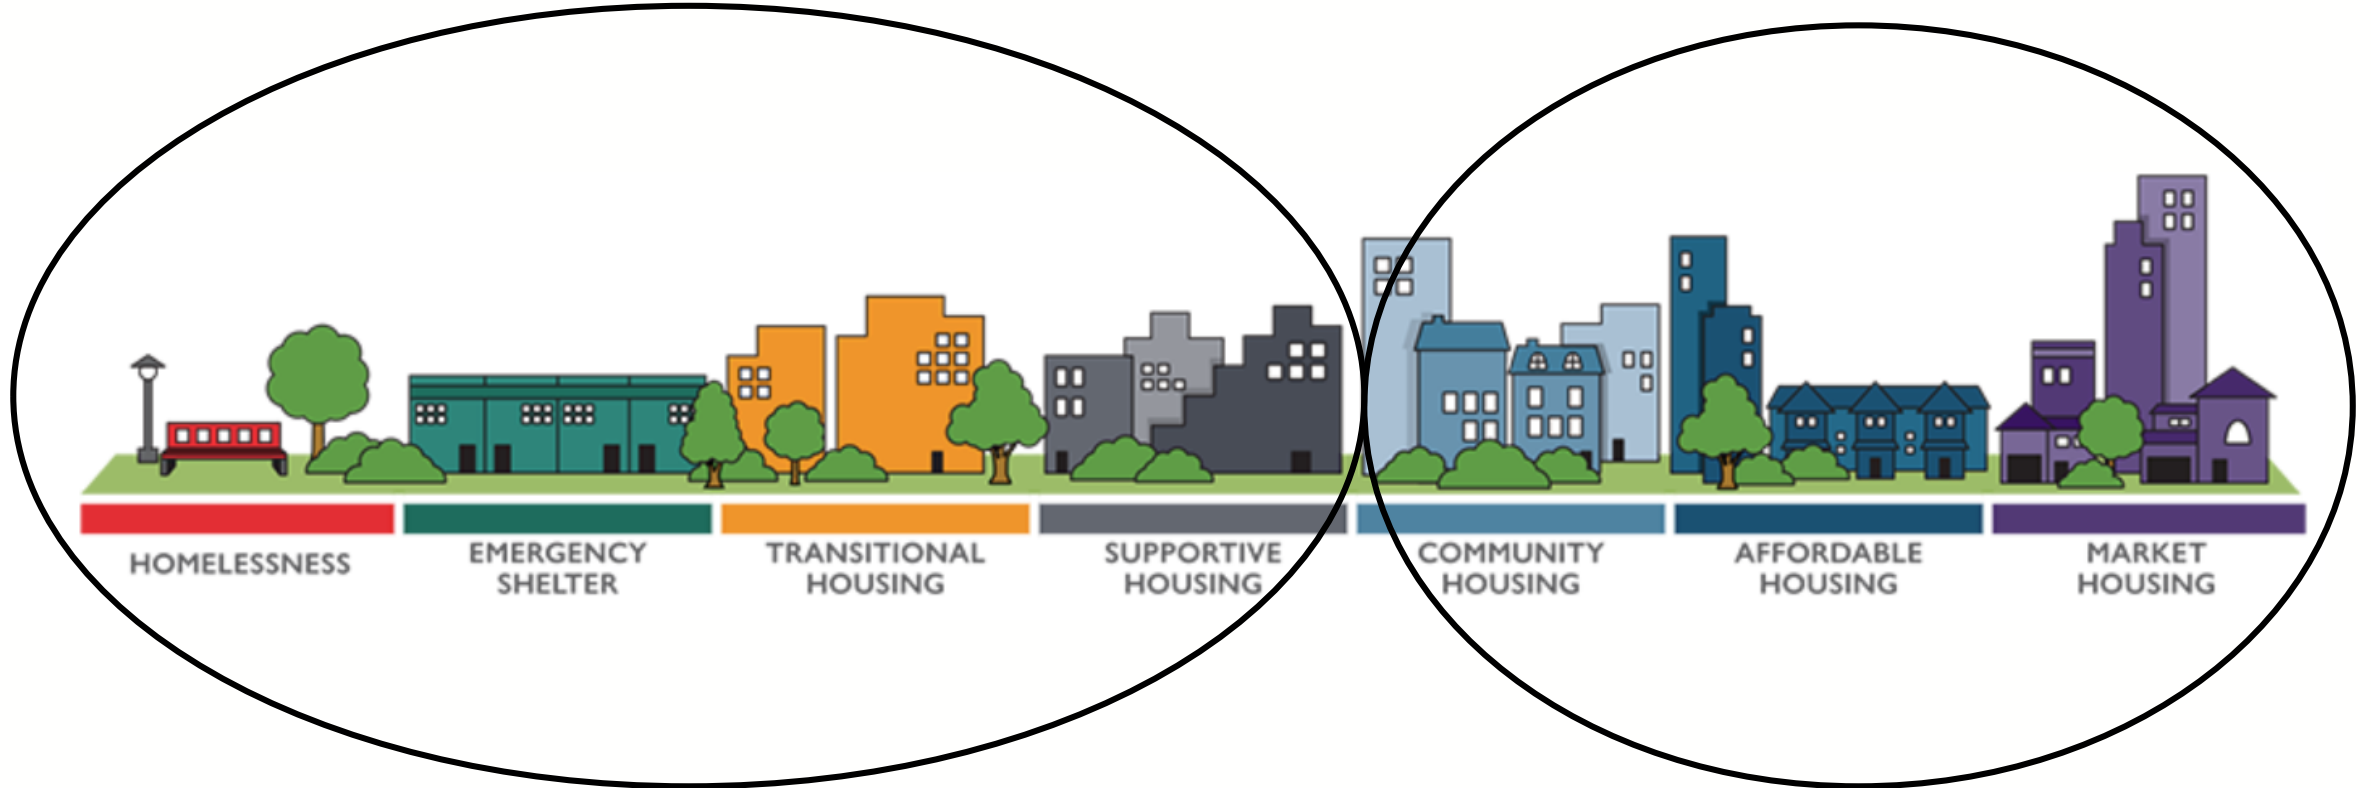 HOMELESSNESS
EMERGENCY
SHELTER
TRANSITIONAL
HOUSING
SUPPORTIVE
HOUSING
COMMUNITY
HOUSING
AFFORDABLE
HOUSING
MARKET
HOUSING